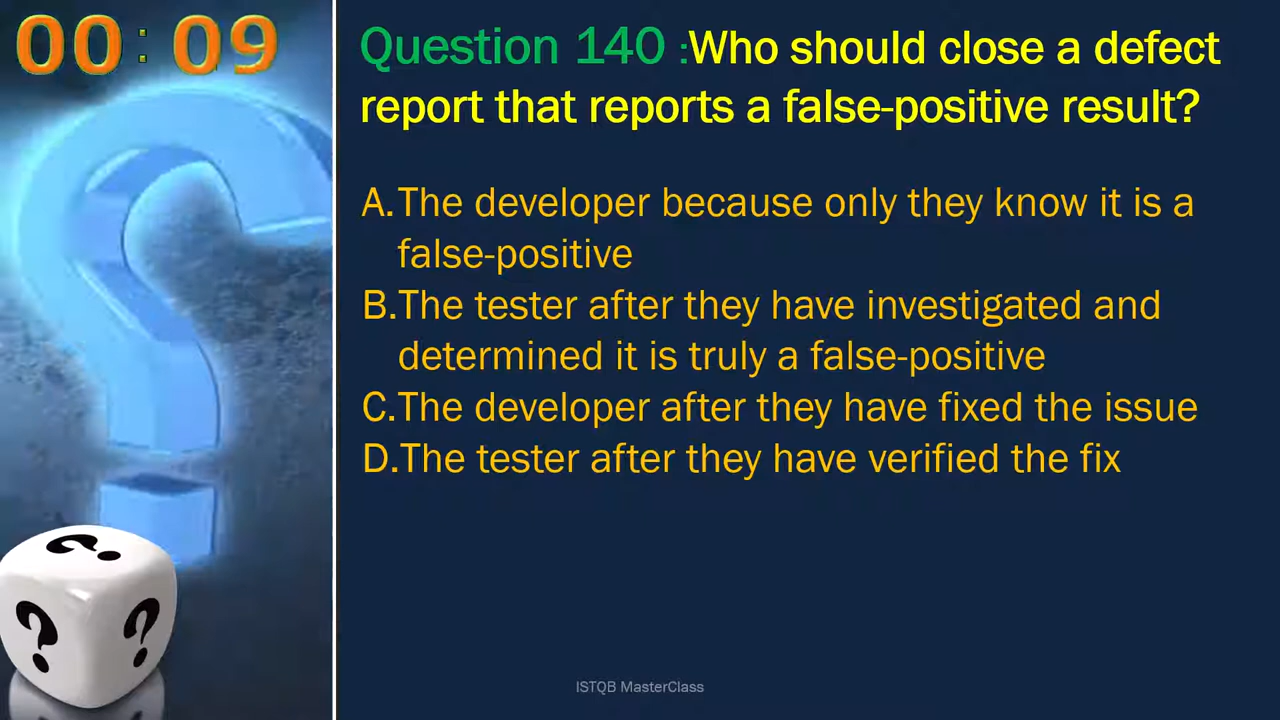 00:09
Question 140 :Who should close a defect
report that reports a false-positive result?
A.The developer because only they know it is a
false-positive
B.The tester after they have investigated and
determined it is truly a false-positive
C.The developer after they have fixed the issue
D.The tester after they have verified the fix
? ? ?
ISTQB MasterClass